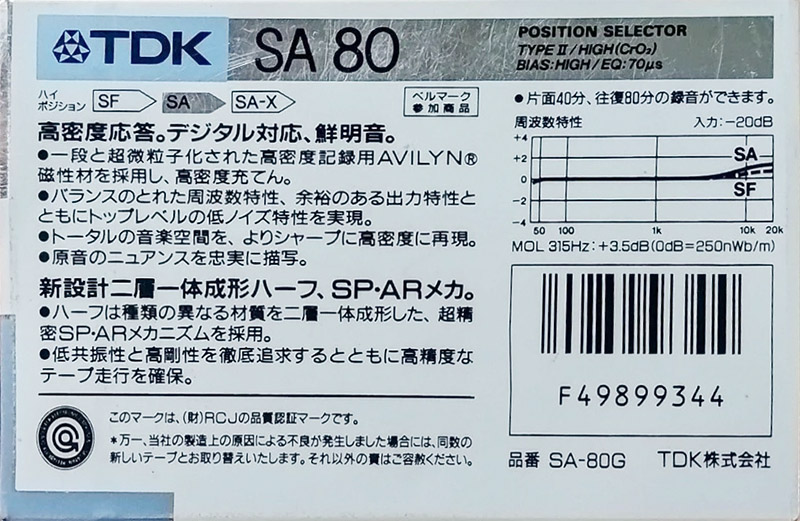 TDK SA 80
POSITION SELECTOR
TYPE II/HIGH(CrO₂)
BIAS:HIGH/EQ:70μs
ハイ
ポジション SF SA SA-X
ベルマーク
参加商品
高密度応答。デジタル対応、鮮明音。
●一段と超微粒子化された高密度記録用AVILYN®
磁性材を採用し、高密度充てん。
●バランスのとれた周波数特性、余裕のある出力特性と
ともにトップレベルの低ノイズ特性を実現。
●トータルの音楽空間を、よりシャープに高密度に再現。
●原音のニュアンスを忠実に描写。
新設計二層一体成形ハーフ、SP・ARメカ。
●ハーフは種類の異なる材質を二層一体成形した、超精
密SP・ARメカニズムを採用。
●低共振性と高剛性を徹底追求するとともに高精度な
テープ走行を確保。
このマークは、(財)RCJの品質認証マークです。
*万一、当社の製造上の原因による不良が発生しました場合には、同数の
新しいテープとお取り替えいたします。それ以外の責はご容赦ください。
●片面40分、往復80分の録音ができます。
周波数特性 入力:-20dB
+4
+2
0
-2
-4
SA
SF
50 100 1k 10k 20k
MOL 315Hz:+3.5dB(0dB=250nWb/m)
F49899344
品番 SA-80G TDK株式会社